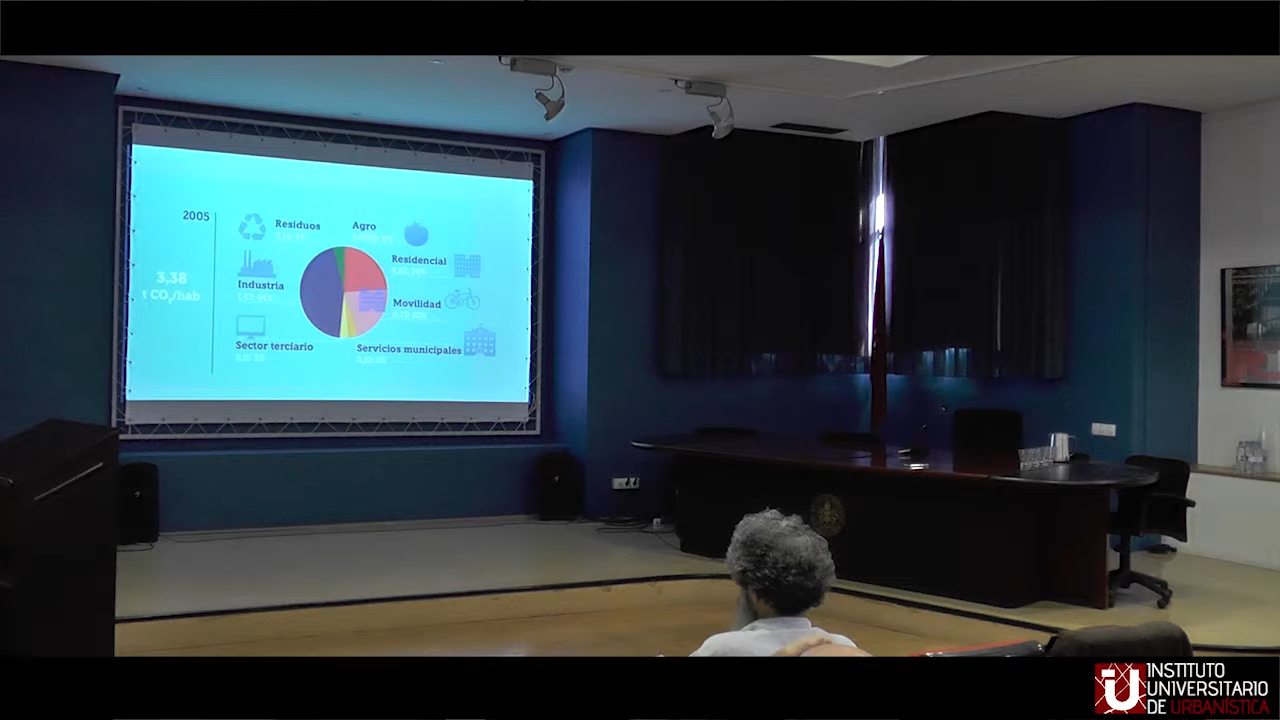 2005
Residuos
Agro
Residencial
Industria
3,38
t CO₂/hab
Movilidad
Sector terciario
Servicios municipales
INSTITUTO
UNIVERSITARIO
DE URBANÍSTICA